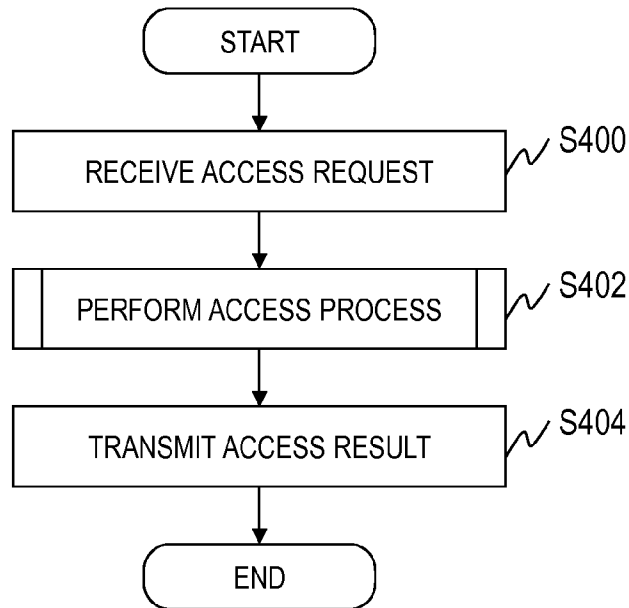 START
RECEIVE ACCESS REQUEST
S400
PERFORM ACCESS PROCESS
S402
TRANSMIT ACCESS RESULT
S404
END